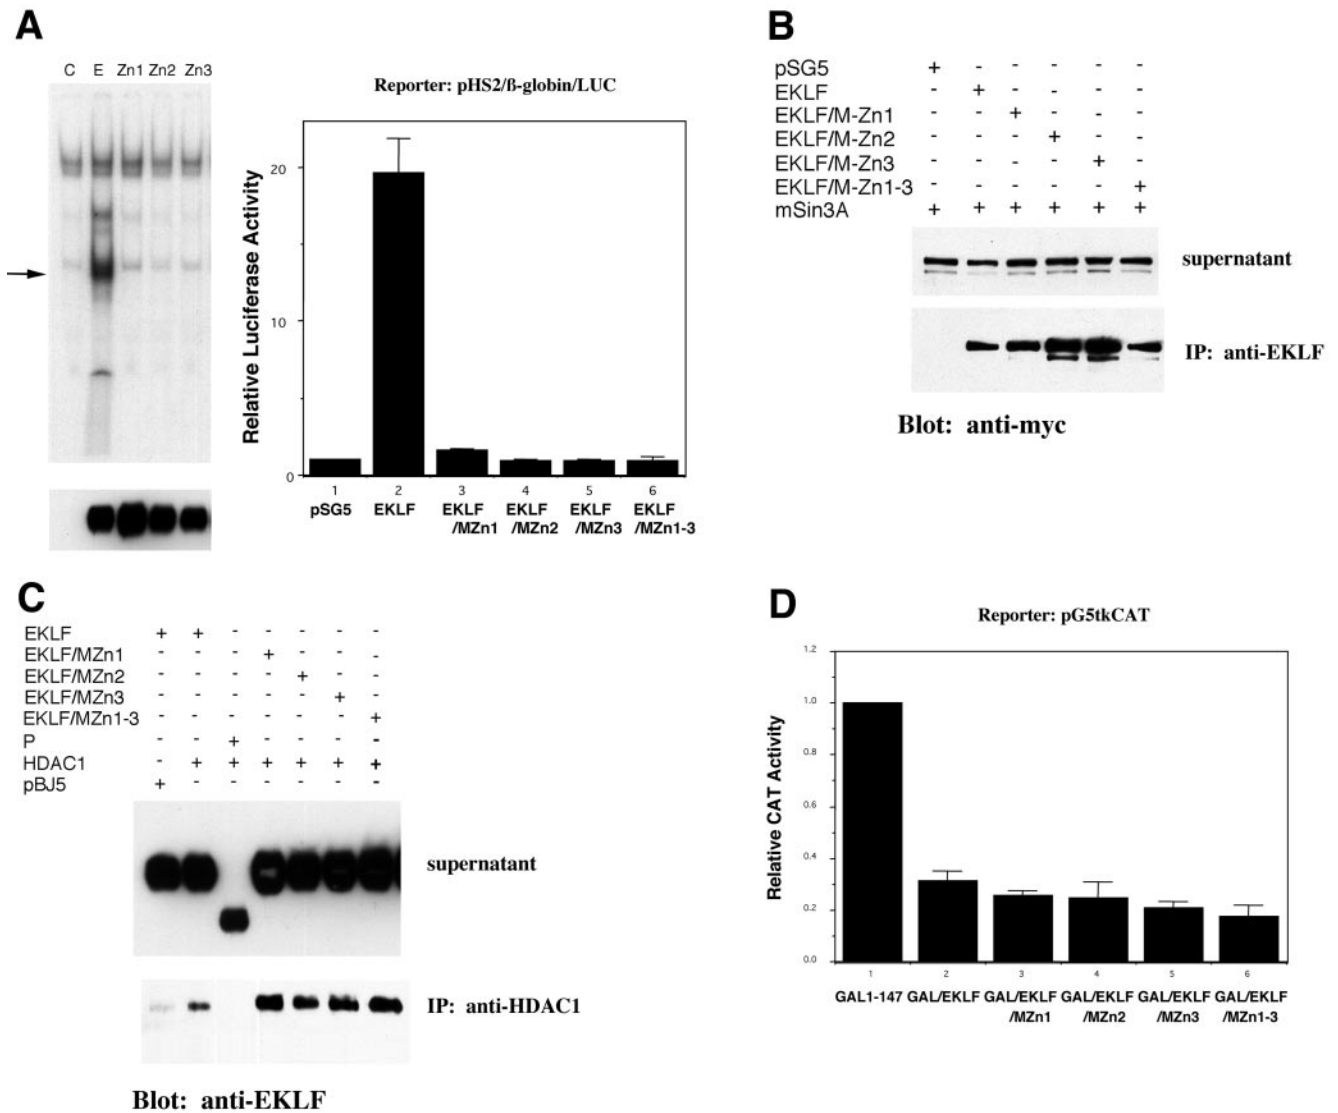 A
C E Zn1 Zn2 Zn3
Reporter: pHS2/ß-globin/LUC
Relative Luciferase Activity
20
10
0
1 2 3 4 5 6
pSG5 EKLF EKLF EKLF EKLF EKLF
/MZn1 /MZn2 /MZn3 /MZn1-3
B
pSG5 + - - - - -
EKLF - + - - - -
EKLF/M-Zn1 - - + - - -
EKLF/M-Zn2 - - - + - -
EKLF/M-Zn3 - - - - + -
EKLF/M-Zn1-3 - - - - - +
mSin3A + + + + + +
supernatant
IP: anti-EKLF
Blot: anti-myc
C
EKLF + + - - - - -
EKLF/MZn1 - - - + - - -
EKLF/MZn2 - - - - + - -
EKLF/MZn3 - - - - - + -
EKLF/MZn1-3 - - - - - - +
P - - + - - - -
HDAC1 - + + + + + +
pBJ5 + - - - - - -
supernatant
IP: anti-HDAC1
Blot: anti-EKLF
D
Reporter: pG5tkCAT
Relative CAT Activity
1.2
1.0
0.8
0.6
0.4
0.2
0.0
1 2 3 4 5 6
GAL1-147 GAL/EKLF GAL/EKLF GAL/EKLF GAL/EKLF GAL/EKLF
/MZn1 /MZn2 /MZn3 /MZn1-3